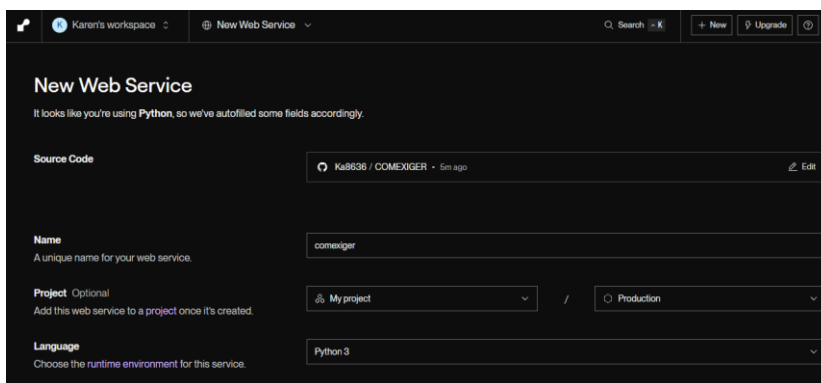 K Karen's workspace New Web Service Search K + New Upgrade
New Web Service
It looks like you're using Python, so we've autofilled some fields accordingly.
Source Code
Ka8636 / COMEXIGER • 5m ago Edit
Name
A unique name for your web service.
comexiger
Project Optional
Add this web service to a project once it's created.
My project / Production
Language
Choose the runtime environment for this service.
Python 3